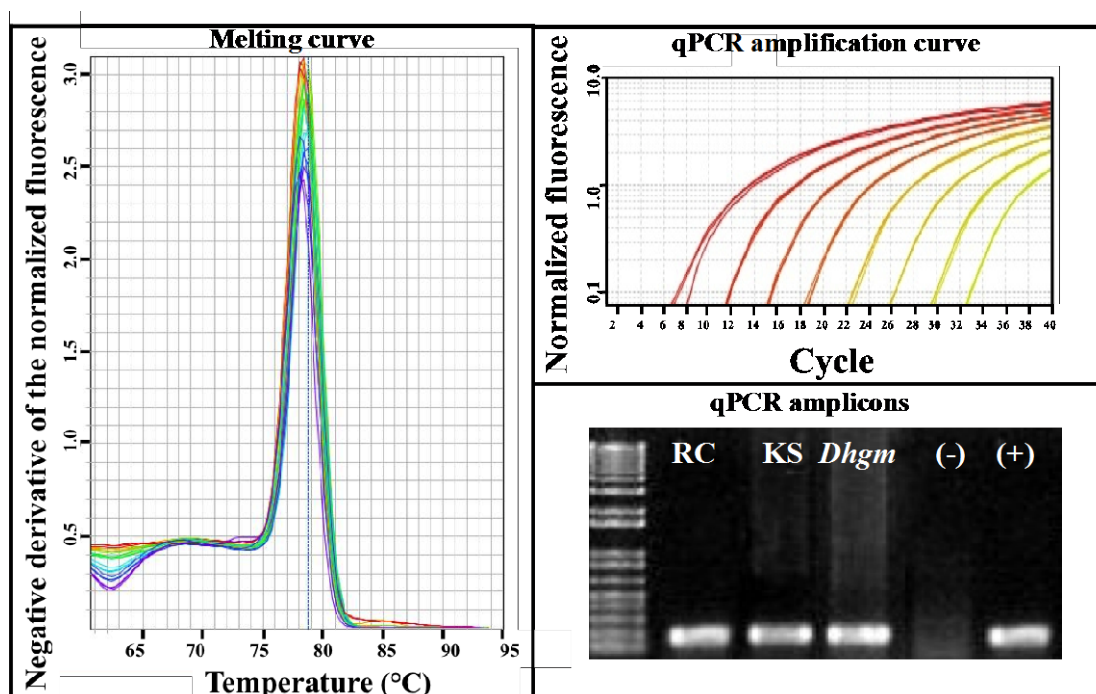 Melting curve
Negative derivative of the normalized fluorescence
3.0
2.5
2.0
1.5
1.0
0.5
65 70 75 80 85 90 95
Temperature (°C)
qPCR amplification curve
Normalized fluorescence
10.0
1.0
0.1
2 4 6 8 10 12 14 16 18 20 22 24 26 28 30 32 34 36 38 40
Cycle
qPCR amplicons
RC KS Dhgm (-) (+)